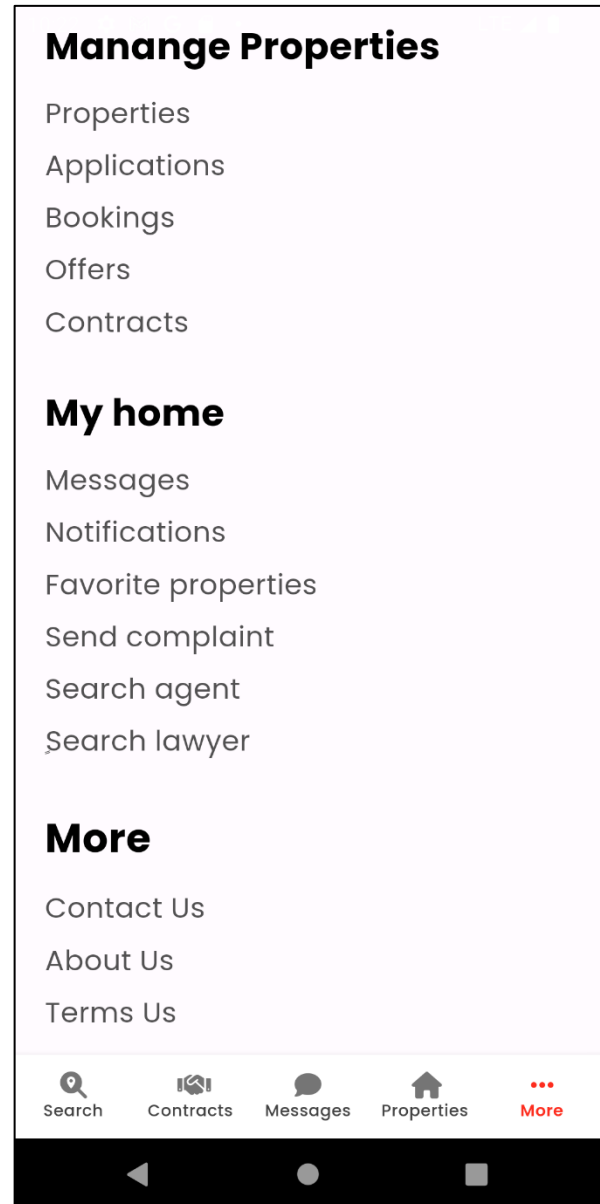 Manange Properties
Properties
Applications
Bookings
Offers
Contracts
My home
Messages
Notifications
Favorite properties
Send complaint
Search agent
Search lawyer
More
Contact Us
About Us
Terms Us
Search Contracts Messages Properties More